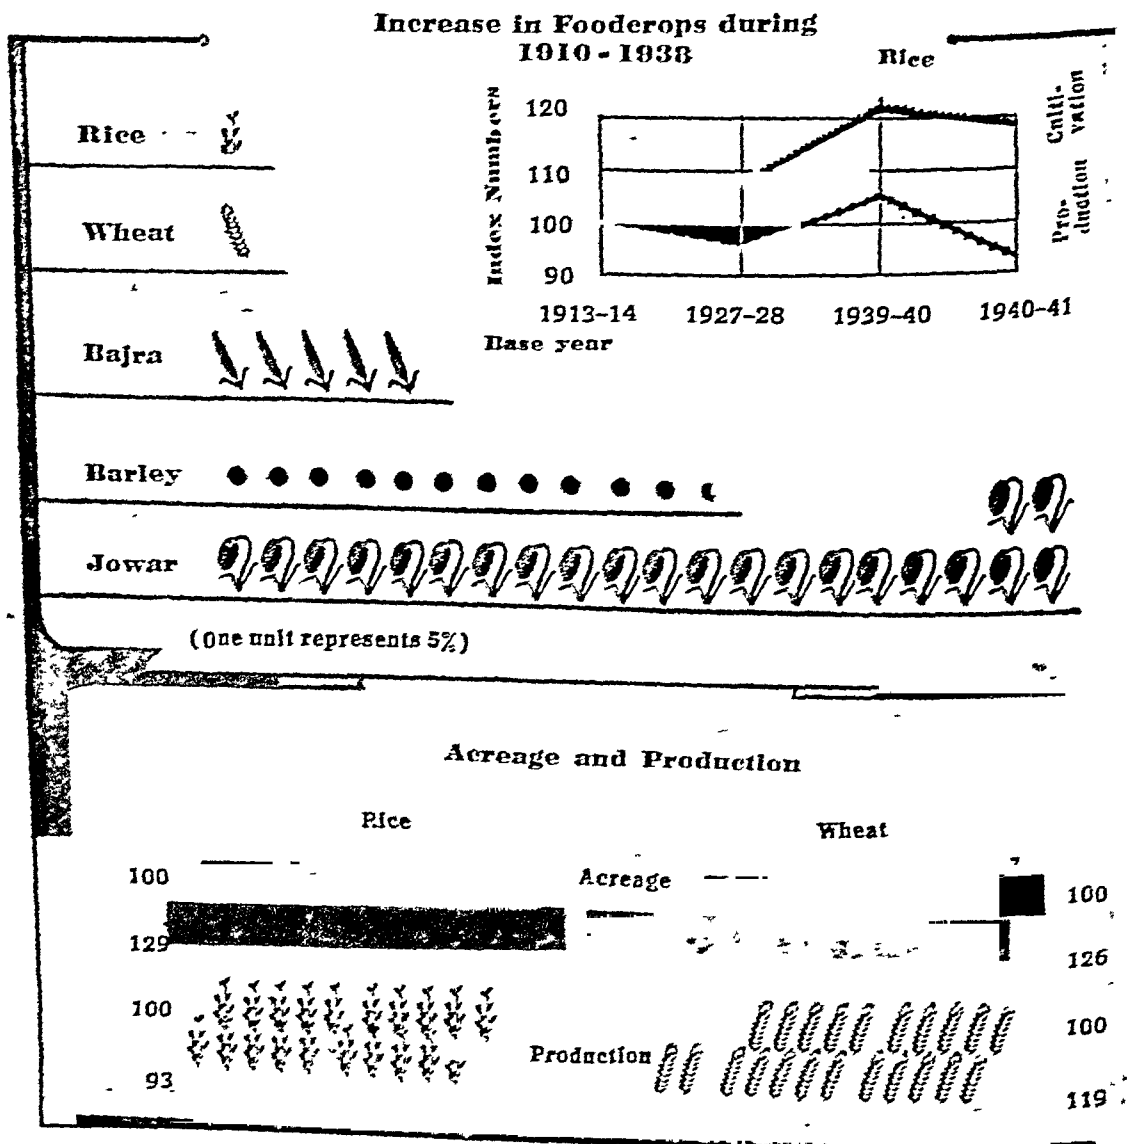 Increase in Foodcrops during
1910-1938
Rice
Wheat
Bajra
Barley
Jowar
(One unit represents 5%)
Rice
Index Numbers
120
110
100
90
1913-14 1927-28 1939-40 1940-41
Base year
Culti-
vation
Pro-
duction
Acreage and Production
Rice
Wheat
100
Acreage
100
129
126
100
100
Production
93
119